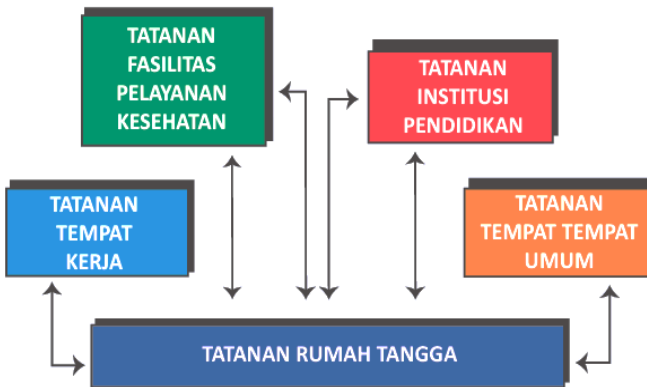 TATANAN
FASILITAS
PELAYANAN
KESEHATAN
TATANAN
INSTITUSI
PENDIDIKAN
TATANAN
TEMPAT
KERJA
TATANAN
TEMPAT TEMPAT
UMUM
TATANAN RUMAH TANGGA